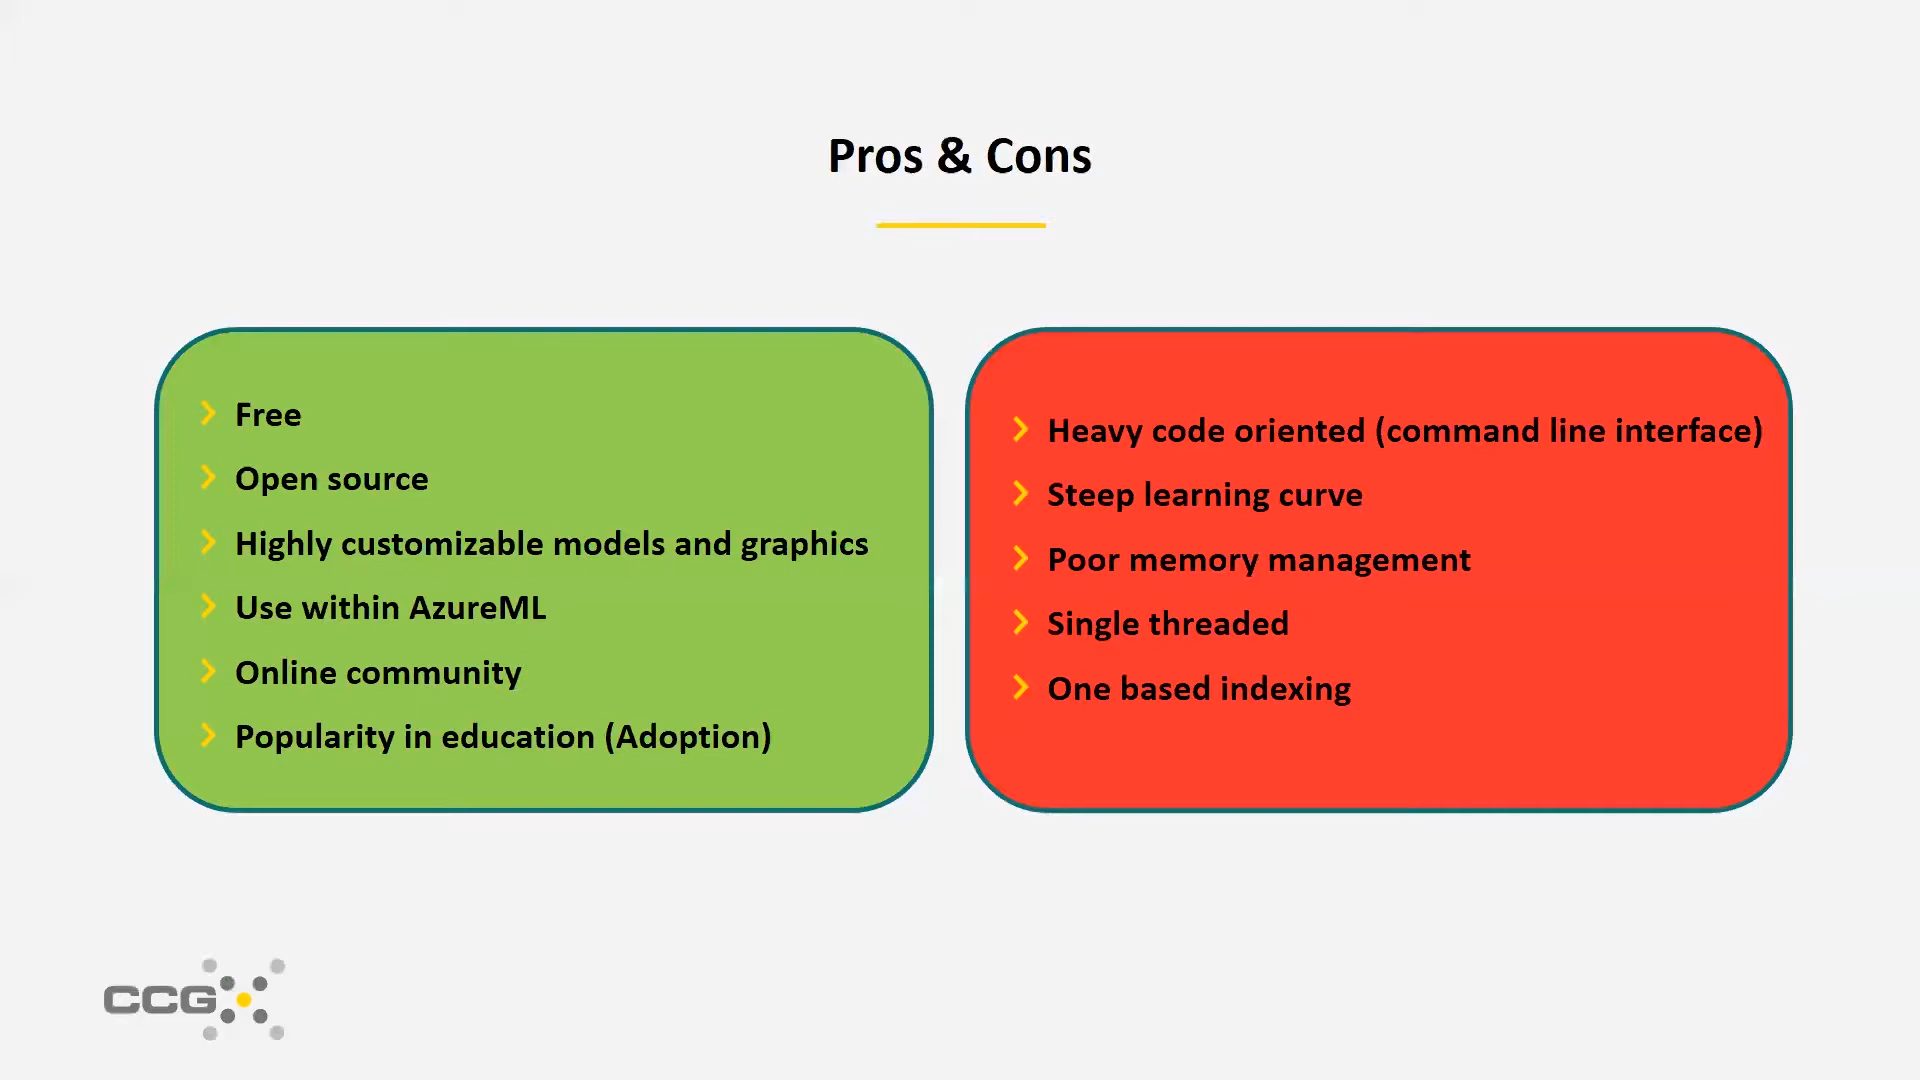 Pros & Cons
Free
Open source
Highly customizable models and graphics
Use within AzureML
Online community
Popularity in education (Adoption)
Heavy code oriented (command line interface)
Steep learning curve
Poor memory management
Single threaded
One based indexing
CCG